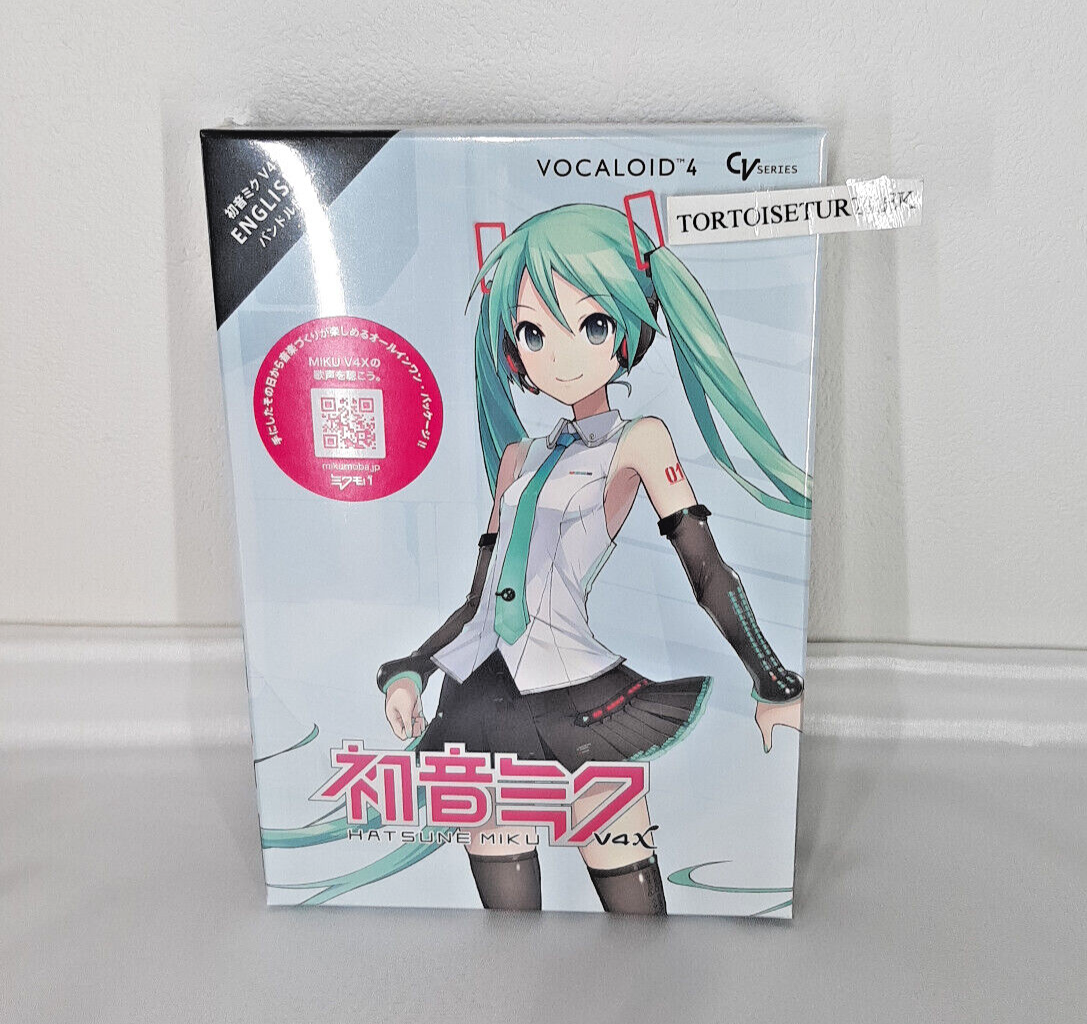 初音ミク V4
ENGLIS
バンドル
VOCALOID™4
CV SERIES
TORTOISETUR
手にしたその日から音楽づくりが楽しめるオールインワン・パッケージ!!
MIKU V4Xの
歌声を聴こう。
mikumoba.jp
ミクモバ
01
初音ミク
HATSUNE MIKU V4X